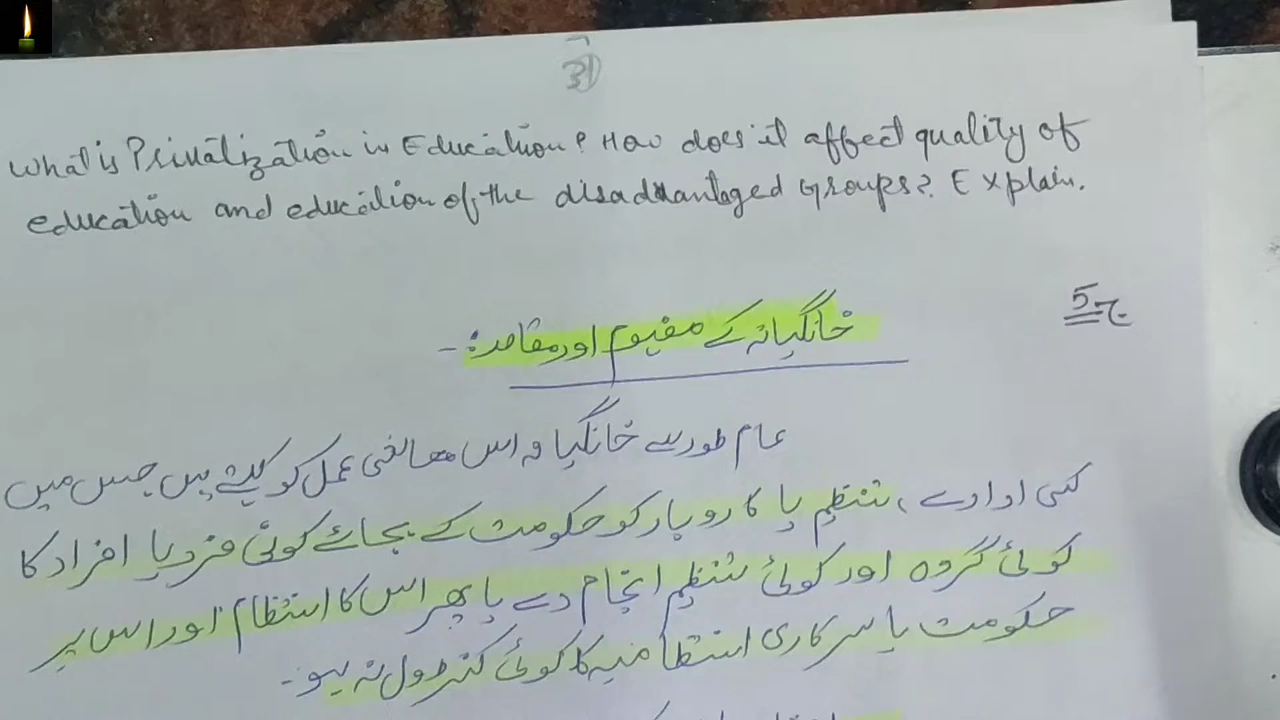 31
What is Privatization in Education? How does it affect quality of
education and education of the disadvantaged Groups? Explain.
ج5
خانگیانہ کے مفہوم اور مقاصد:-
عام طور سے خانگیانہ اس معاشی عمل کو کہتے ہیں جس میں
کسی ادارے، تنظیم یا کاروبار کو حکومت کے بجائے کوئی فرد یا افراد کا
کوئی گروہ اور کوئی تنظیم انجام دے یا پھر اس کا انتظام اور اس پر
حکومت یا سرکاری انتظامیہ کا کوئی کنٹرول نہ ہو۔